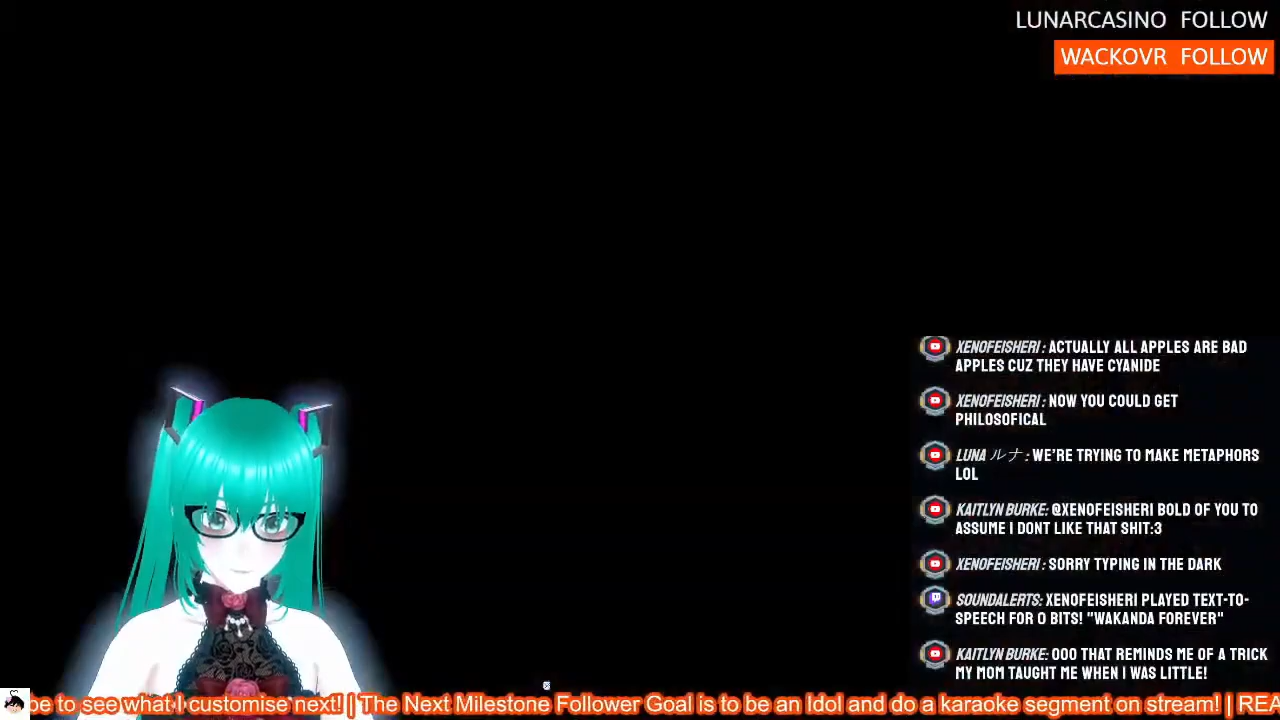 LUNARCASINO FOLLOW
WACKOVR FOLLOW
XENOFEISHERI : ACTUALLY ALL APPLES ARE BAD
APPLES CUZ THEY HAVE CYANIDE
XENOFEISHERI : NOW YOU COULD GET
PHILOSOFICAL
LUNA ルナ : WE'RE TRYING TO MAKE METAPHORS
LOL
KAITLYN BURKE: @XENOFEISHERI BOLD OF YOU TO
ASSUME I DONT LIKE THAT SHIT:3
XENOFEISHERI : SORRY TYPING IN THE DARK
SOUNDALERTS: XENOFEISHERI PLAYED TEXT-TO-
SPEECH FOR 0 BITS! "WAKANDA FOREVER"
KAITLYN BURKE: OOO THAT REMINDS ME OF A TRICK
MY MOM TAUGHT ME WHEN I WAS LITTLE!
be to see what I customise next! | The Next Milestone Follower Goal is to be an Idol and do a karaoke segment on stream! | REA